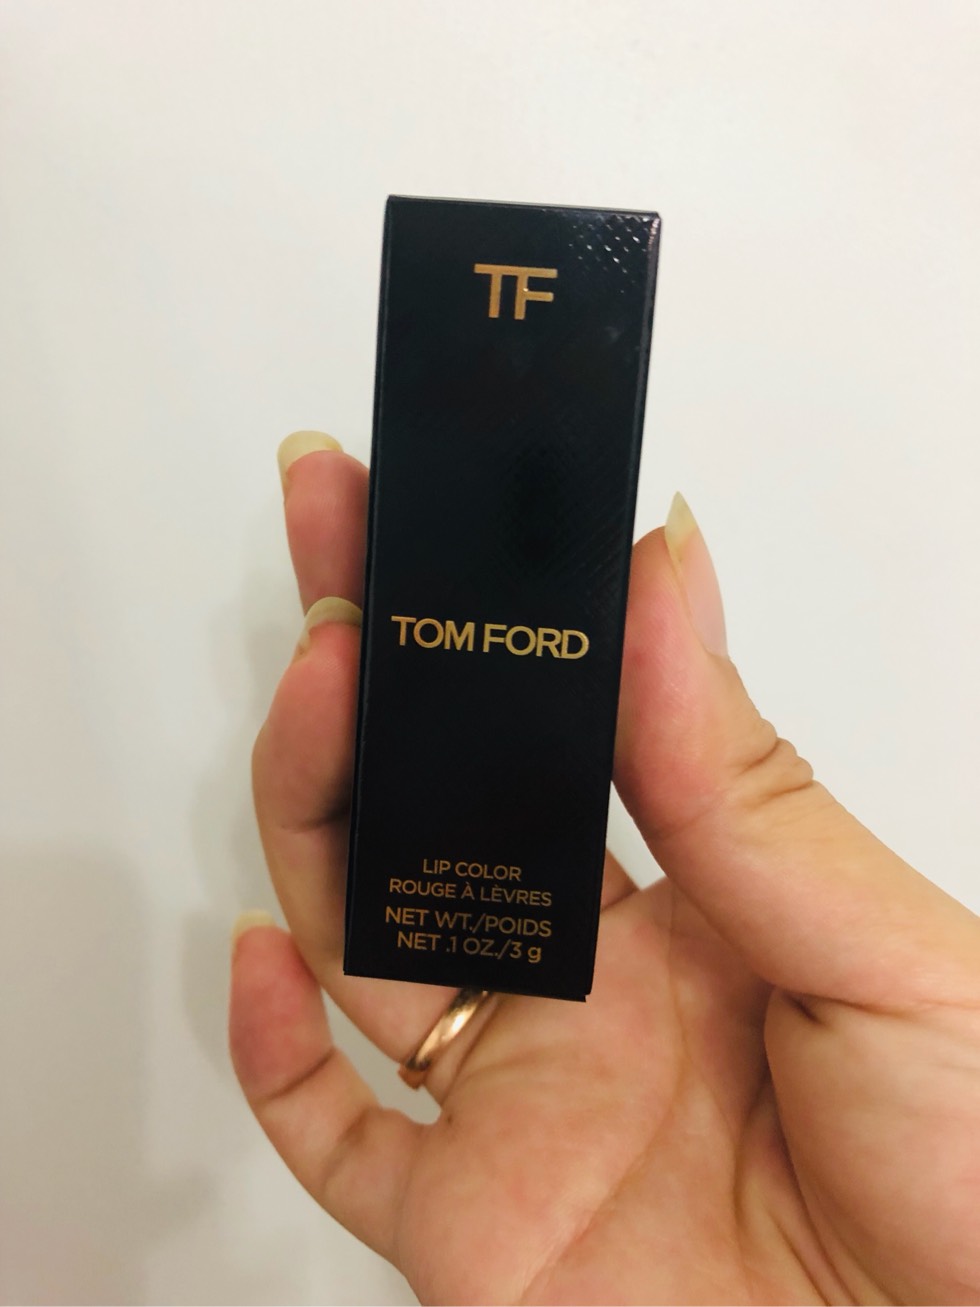 TF
TOM FORD
LIP COLOR
ROUGE À LÈVRES
NET WT./POIDS
NET .1 OZ./3 g